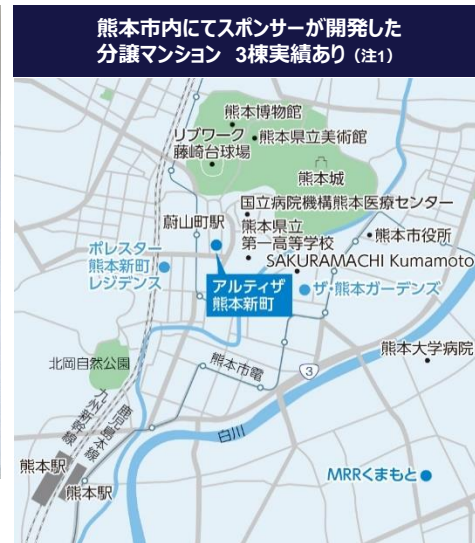 熊本市内にてスポンサーが開発した
分譲マンション 3棟実績あり（注1）
熊本博物館
リブワーク
藤崎台球場
熊本県立美術館
熊本城
国立病院機構熊本医療センター
蔚山町駅
熊本県立
第一高等学校
熊本市役所
SAKURAMACHI Kumamoto
ポレスター
熊本新町
レジデンス
アルティザ
熊本新町
ザ・熊本ガーデンズ
熊本大学病院
北岡自然公園
熊本市電
3
九州新幹線
鹿児島本線
白川
熊本駅
熊本駅
MRRくまもと